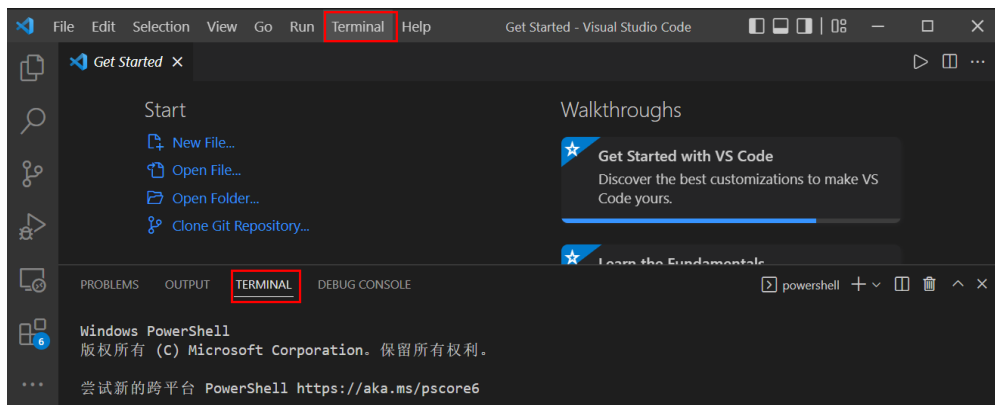 File Edit Selection View Go Run Terminal Help Get Started - Visual Studio Code
Get Started
Start
New File...
Open File...
Open Folder...
Clone Git Repository...
Walkthroughs
Get Started with VS Code
Discover the best customizations to make VS
Code yours.
Learn the Fundamentals
PROBLEMS OUTPUT TERMINAL DEBUG CONSOLE powershell
6
Windows PowerShell
版权所有 (C) Microsoft Corporation。保留所有权利。
尝试新的跨平台 PowerShell https://aka.ms/pscore6